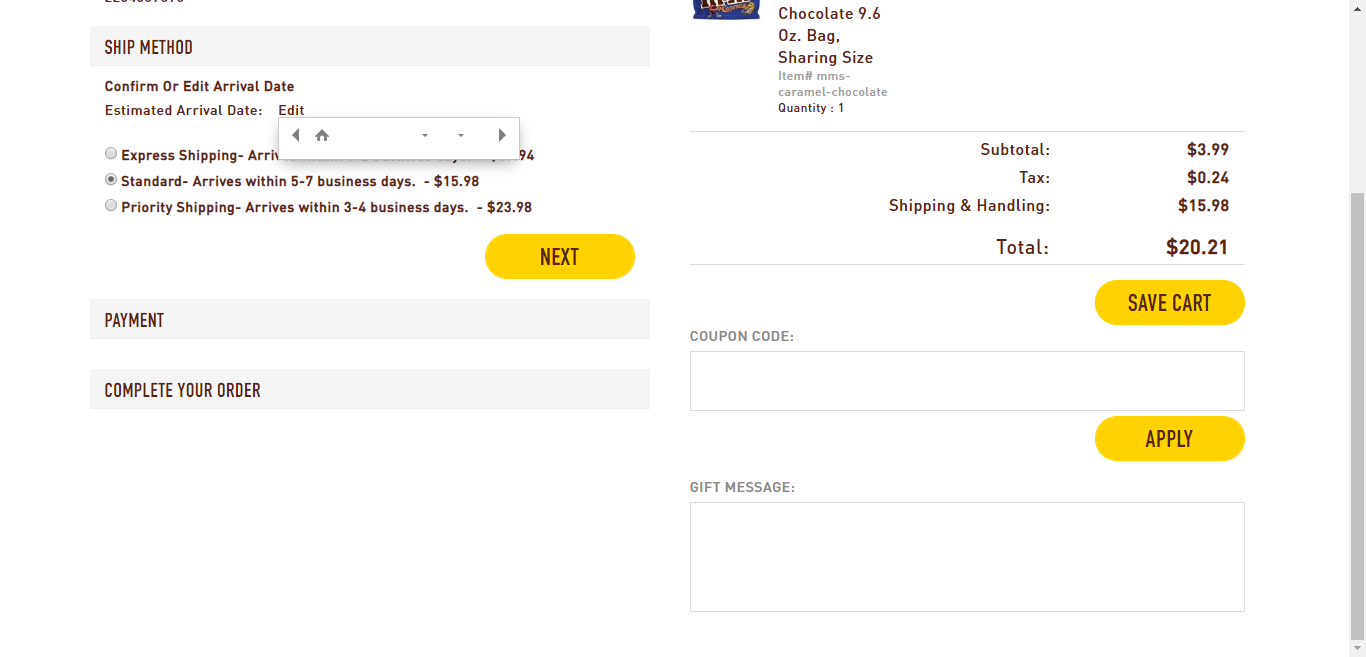 SHIP METHOD
Confirm Or Edit Arrival Date
Estimated Arrival Date: Edit
Express Shipping- Arriv 94
Standard- Arrives within 5-7 business days. - $15.98
Priority Shipping- Arrives within 3-4 business days. - $23.98
NEXT
PAYMENT
COMPLETE YOUR ORDER
Chocolate 9.6
Oz. Bag,
Sharing Size
Item# mms-
caramel-chocolate
Quantity : 1
Subtotal: $3.99
Tax: $0.24
Shipping & Handling: $15.98
Total: $20.21
SAVE CART
COUPON CODE:
APPLY
GIFT MESSAGE: